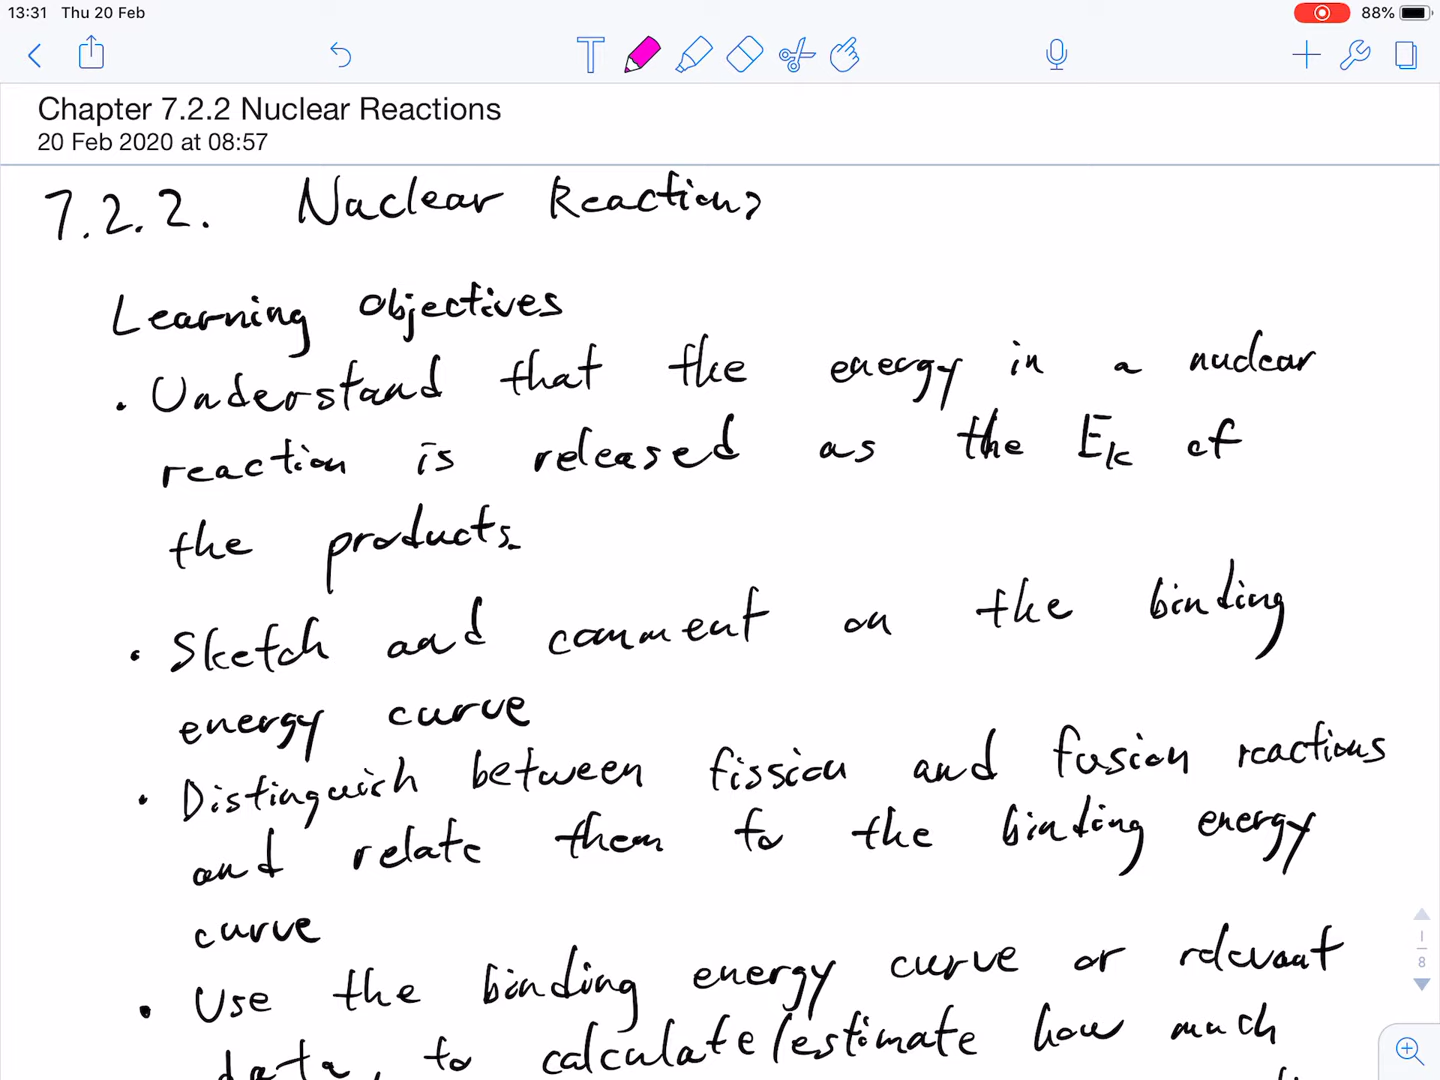 13:31 Thu 20 Feb 88%
Chapter 7.2.2 Nuclear Reactions
20 Feb 2020 at 08:57
7.2.2. Nuclear Reactions
Learning Objectives
• Understand that the energy in a nuclear
reaction is released as the Ek of
the products.
• Sketch and comment on the binding
energy curve
• Distinguish between fission and fusion reactions
and relate them to the binding energy
curve
• Use the binding energy curve or relevant
data, to calculate/estimate how much
1
8